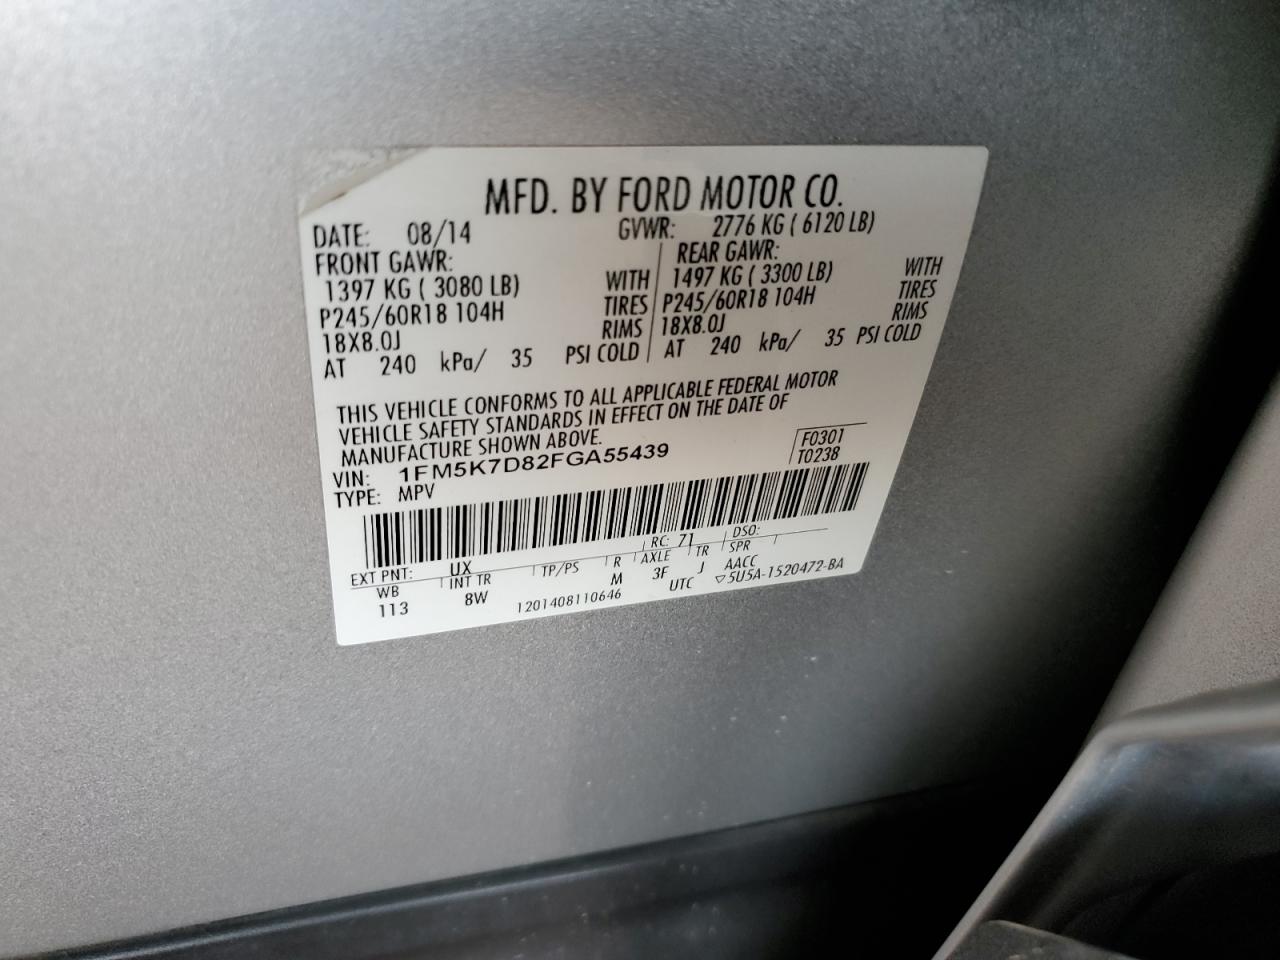 MFD. BY FORD MOTOR CO.
DATE: 08/14 GVWR: 2776 KG ( 6120 LB)
FRONT GAWR: REAR GAWR:
1397 KG ( 3080 LB) WITH 1497 KG ( 3300 LB) WITH
P245/60R18 104H TIRES P245/60R18 104H TIRES
18X8.0J RIMS 18X8.0J RIMS
AT 240 kPa/ 35 PSI COLD AT 240 kPa/ 35 PSI COLD
THIS VEHICLE CONFORMS TO ALL APPLICABLE FEDERAL MOTOR
VEHICLE SAFETY STANDARDS IN EFFECT ON THE DATE OF
MANUFACTURE SHOWN ABOVE.
VIN: 1FM5K7D82FGA55439 F0301
TYPE: MPV T0238
EXT PNT: UX RC: 71 DSO:
WB INT TR TP/PS R AXLE TR SPR
113 8W M 3F J AACC
1201408110646 UTC ▽5U5A-1520472-BA